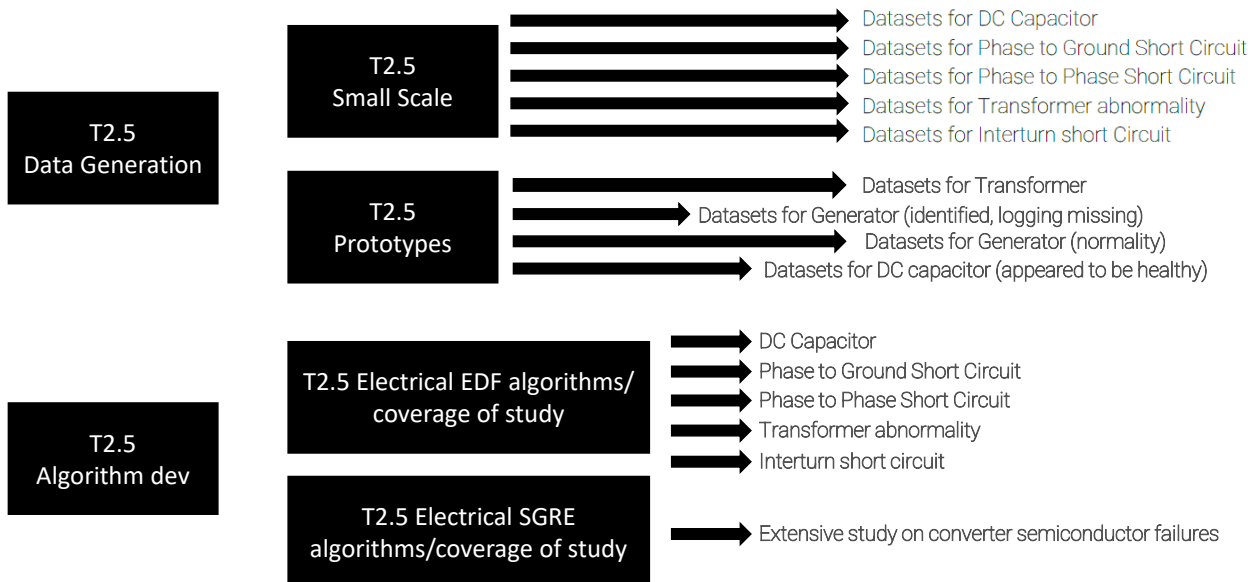 T2.5
Data Generation
T2.5
Small Scale
Datasets for DC Capacitor
Datasets for Phase to Ground Short Circuit
Datasets for Phase to Phase Short Circuit
Datasets for Transformer abnormality
Datasets for Interturn short Circuit
T2.5
Prototypes
Datasets for Transformer
Datasets for Generator (identified, logging missing)
Datasets for Generator (normality)
Datasets for DC capacitor (appeared to be healthy)
T2.5
Algorithm dev
T2.5 Electrical EDF algorithms/
coverage of study
DC Capacitor
Phase to Ground Short Circuit
Phase to Phase Short Circuit
Transformer abnormality
Interturn short circuit
T2.5 Electrical SGRE
algorithms/coverage of study
Extensive study on converter semiconductor failures